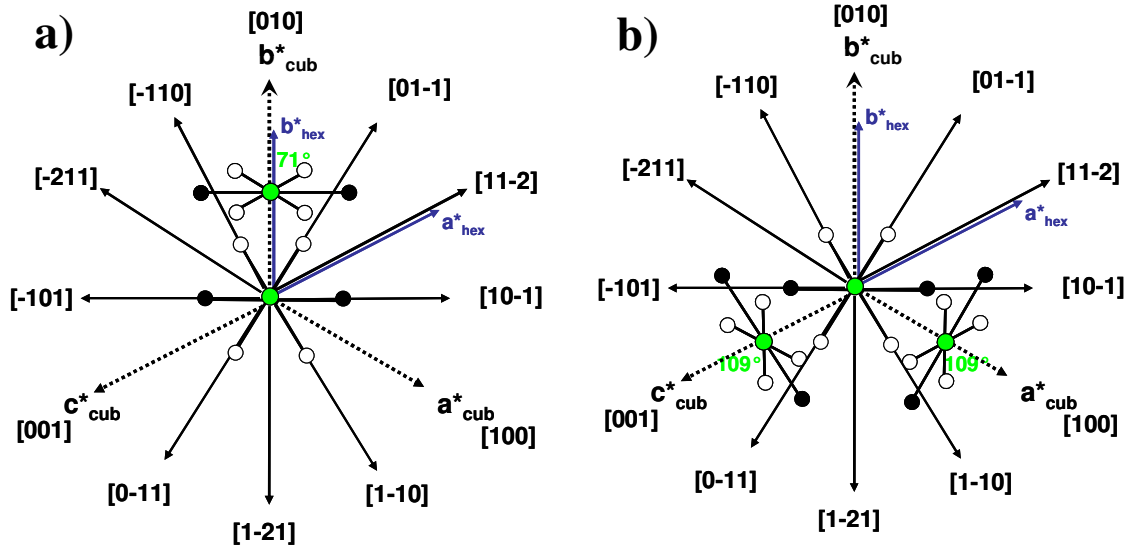 a)
[010]
b*cub
[-110]
[01-1]
b*hex
71°
[-211]
[11-2]
a*hex
[-101]
[10-1]
c*cub
a*cub
[001]
[100]
[0-11]
[1-10]
[1-21]
b)
[010]
b*cub
[-110]
[01-1]
b*hex
[-211]
[11-2]
a*hex
[-101]
[10-1]
109°
109°
c*cub
a*cub
[001]
[100]
[0-11]
[1-10]
[1-21]